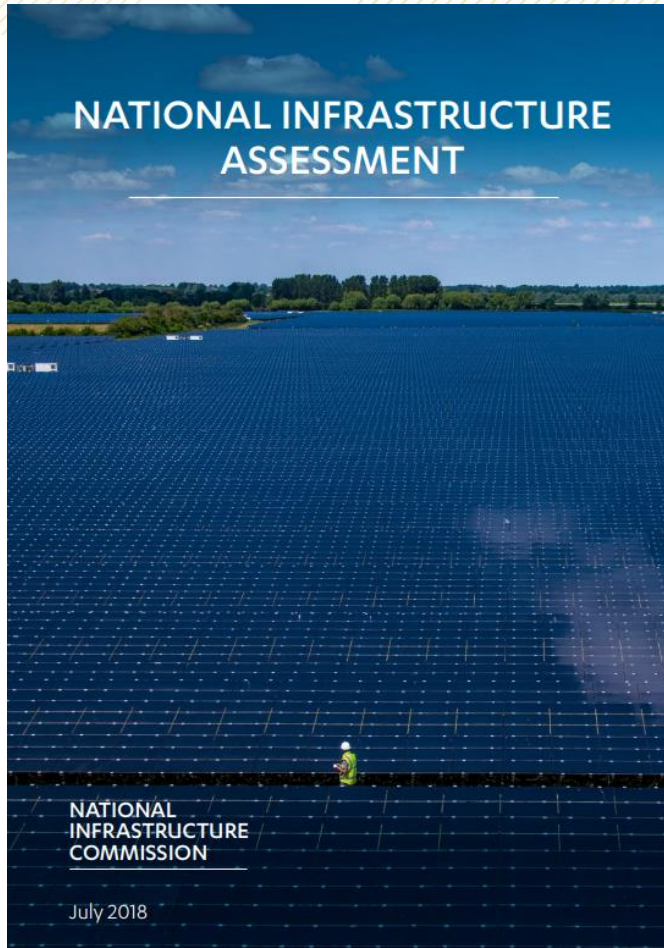 NATIONAL INFRASTRUCTURE
ASSESSMENT
NATIONAL
INFRASTRUCTURE
COMMISSION
July 2018